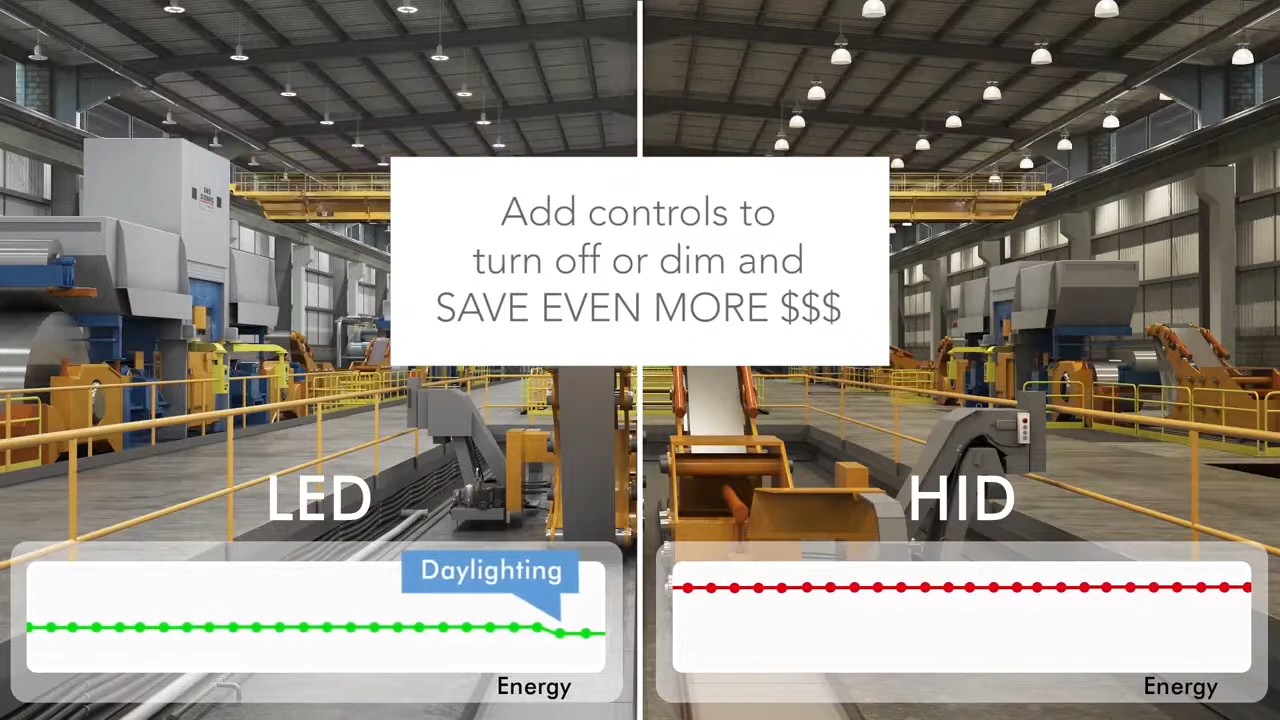 Add controls to
turn off or dim and
SAVE EVEN MORE $$$
LED
HID
Daylighting
Energy
Energy